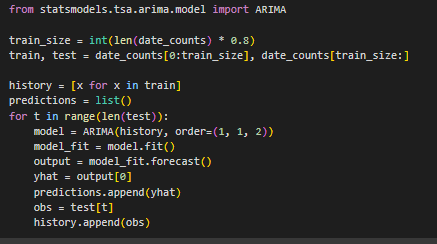 from statsmodels.tsa.arima.model import ARIMA
train_size = int(len(date_counts) * 0.8)
train, test = date_counts[0:train_size], date_counts[train_size:]
history = [x for x in train]
predictions = list()
for t in range(len(test)):
    model = ARIMA(history, order=(1, 1, 2))
    model_fit = model.fit()
    output = model_fit.forecast()
    yhat = output[0]
    predictions.append(yhat)
    obs = test[t]
    history.append(obs)